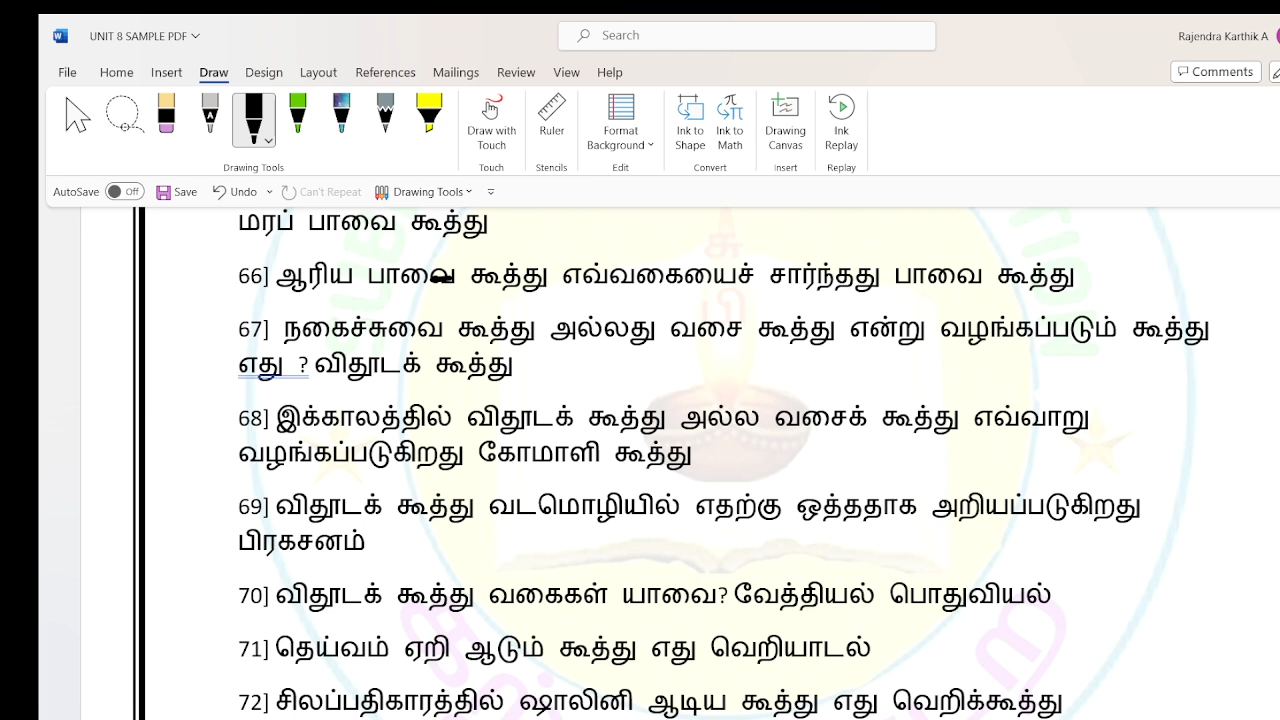 UNIT 8 SAMPLE PDF
Search
Rajendra Karthik A
File Home Insert Draw Design Layout References Mailings Review View Help
Comments
Draw with Touch
Ruler
Format Background
Ink to Shape
Ink to Math
Drawing Canvas
Ink Replay
Drawing Tools Touch Stencils Edit Convert Insert Replay
AutoSave Off Save Undo Can't Repeat Drawing Tools
மரப் பாவை கூத்து
66] ஆரிய பாவை கூத்து எவ்வகையைச் சார்ந்தது பாவை கூத்து
67] நகைச்சுவை கூத்து அல்லது வசை கூத்து என்று வழங்கப்படும் கூத்து
எது ? விதூடக் கூத்து
68] இக்காலத்தில் விதூடக் கூத்து அல்ல வசைக் கூத்து எவ்வாறு
வழங்கப்படுகிறது கோமாளி கூத்து
69] விதூடக் கூத்து வடமொழியில் எதற்கு ஒத்ததாக அறியப்படுகிறது
பிரகசனம்
70] விதூடக் கூத்து வகைகள் யாவை? வேத்தியல் பொதுவியல்
71] தெய்வம் ஏறி ஆடும் கூத்து எது வெறியாடல்
72] சிலப்பதிகாரத்தில் ஷாலினி ஆடிய கூத்து எது வெறிக்கூத்து